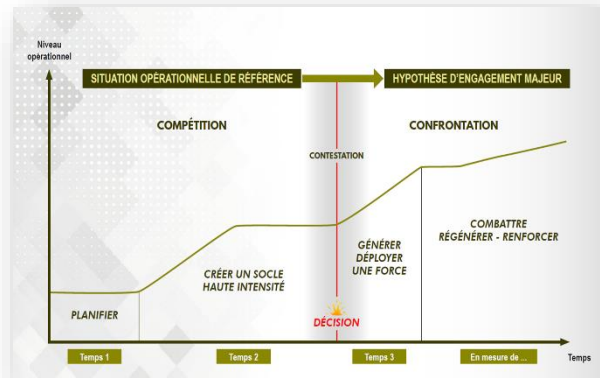 Niveau
opérationnel
SITUATION OPÉRATIONNELLE DE RÉFÉRENCE
HYPOTHÈSE D'ENGAGEMENT MAJEUR
COMPÉTITION
CONFRONTATION
CONTESTATION
CRÉER UN SOCLE
HAUTE INTENSITÉ
GÉNÉRER
DÉPLOYER
UNE FORCE
COMBATTRE
RÉGÉNÉRER - RENFORCER
PLANIFIER
DÉCISION
Temps 1
Temps 2
Temps 3
En mesure de ...
Temps